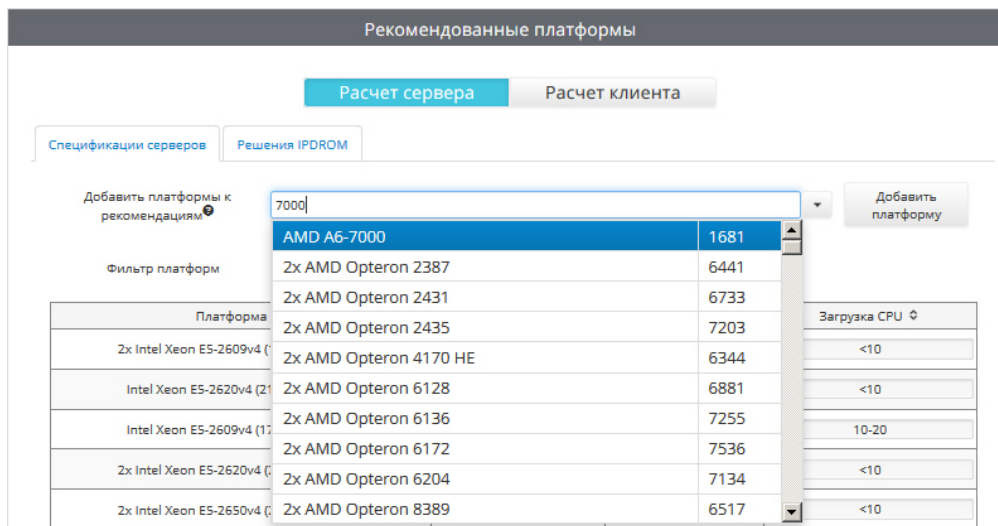 Рекомендованные платформы
Расчет сервера Расчет клиента
Спецификации серверов Решения IPDROM
Добавить платформы к
рекомендациям?
7000
Добавить
платформу
AMD A6-7000 1681
Фильтр платформ
2x AMD Opteron 2387 6441
2x AMD Opteron 2431 6733
Платформа Загрузка CPU
2x AMD Opteron 2435 7203
2x Intel Xeon E5-2609v4 ( <10
2x AMD Opteron 4170 HE 6344
Intel Xeon E5-2620v4 (21 <10
2x AMD Opteron 6128 6881
Intel Xeon E5-2609v4 (17 10-20
2x AMD Opteron 6136 7255
2x AMD Opteron 6172 7536
2x Intel Xeon E5-2620v4 ( <10
2x AMD Opteron 6204 7134
2x Intel Xeon E5-2650v4 ( <10
2x AMD Opteron 8389 6517